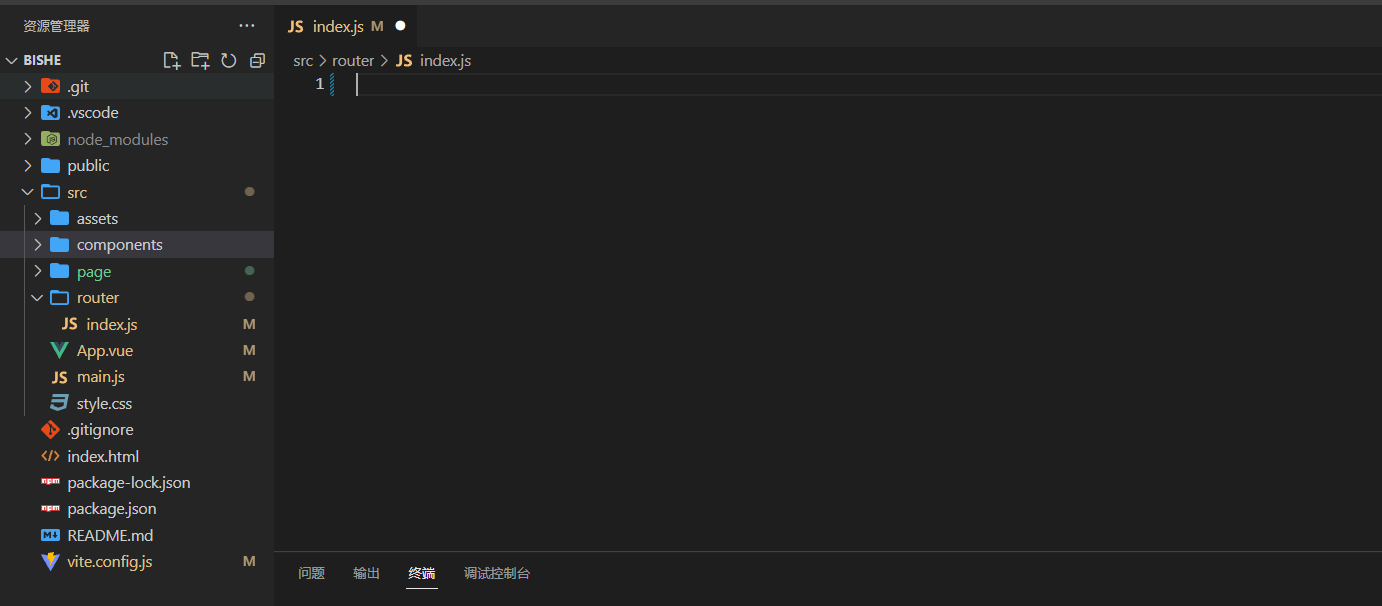 资源管理器
BISHE
.git
.vscode
node_modules
public
src
assets
components
page
router
JS index.js M
App.vue M
JS main.js M
style.css
.gitignore
index.html
package-lock.json
package.json
README.md
vite.config.js M
JS index.js M
src > router > JS index.js
1
问题 输出 终端 调试控制台